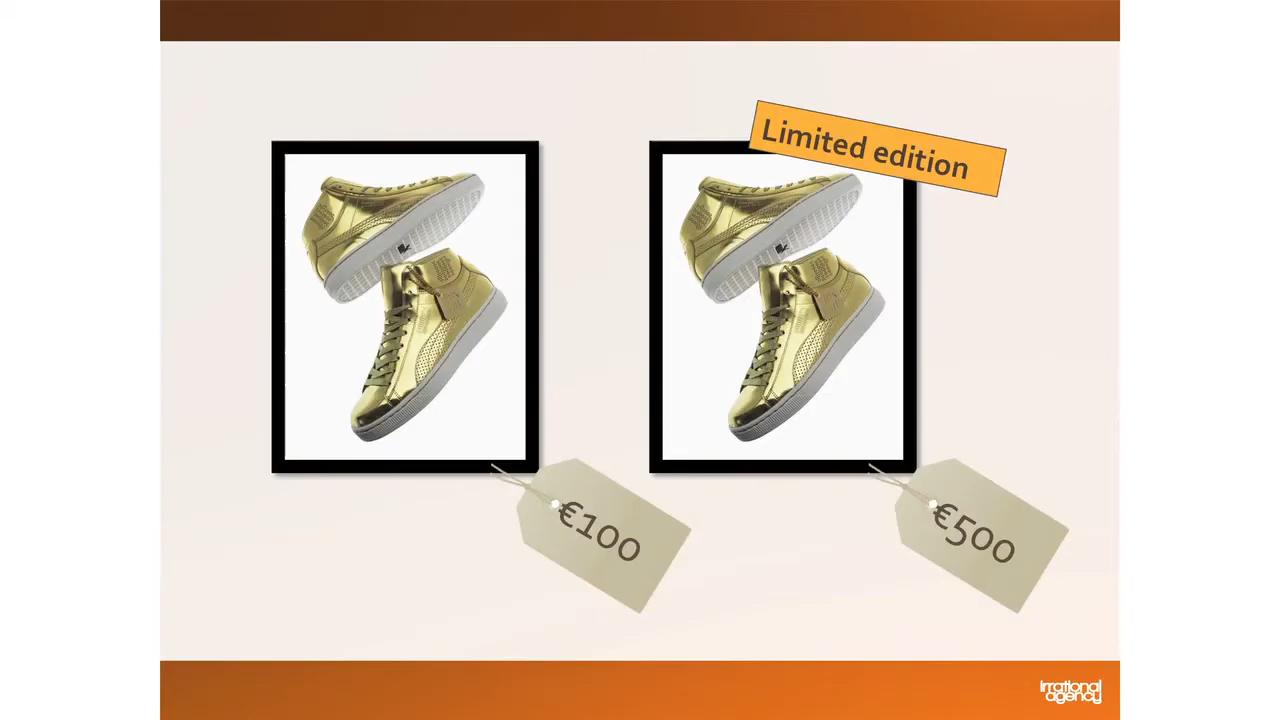 Limited edition
€100
€500
Irrational
agency